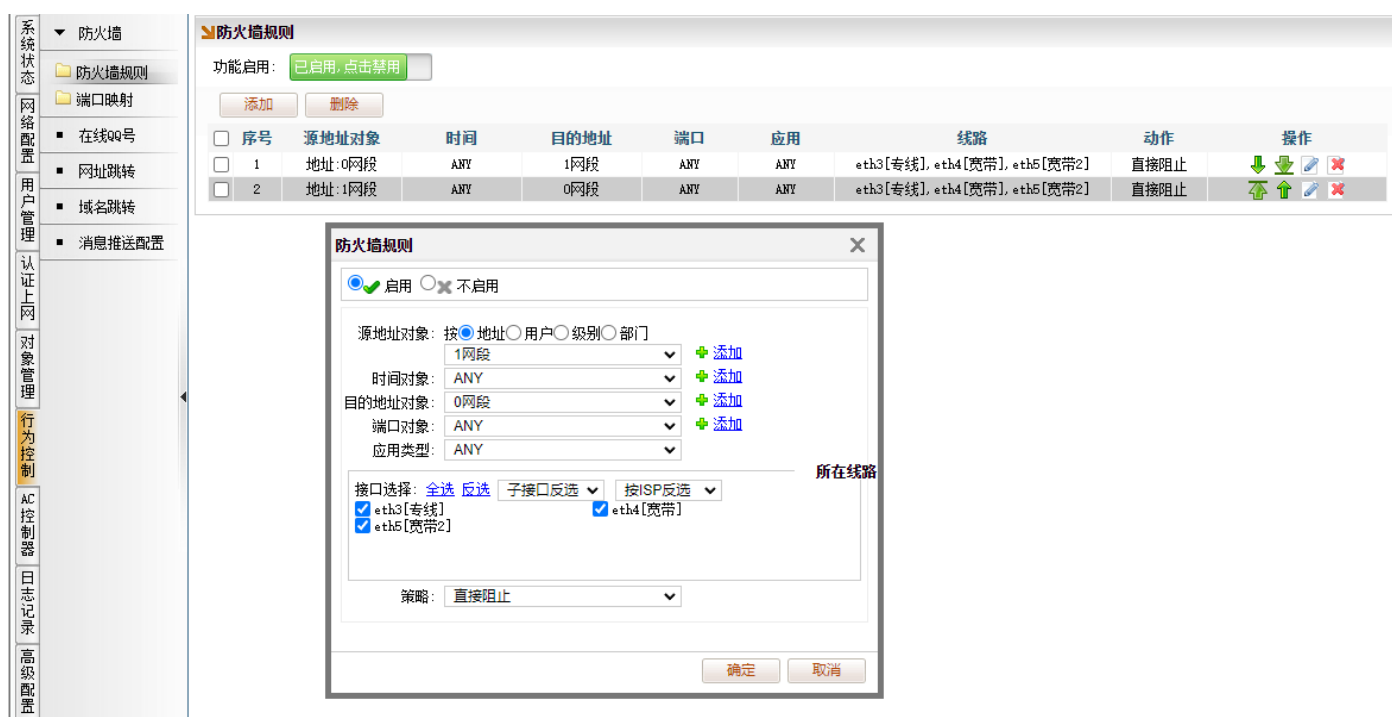 系统状态
网络配置
用户管理
认证上网
对象管理
行为控制
AC控制器
日志记录
高级配置
防火墙
防火墙规则
端口映射
在线QQ号
网址跳转
域名跳转
消息推送配置
防火墙规则
功能启用: 已启用,点击禁用
添加 删除
序号 源地址对象 时间 目的地址 端口 应用 线路 动作 操作
1 地址:0网段 ANY 1网段 ANY ANY eth3[专线],eth4[宽带],eth5[宽带2] 直接阻止
2 地址:1网段 ANY 0网段 ANY ANY eth3[专线],eth4[宽带],eth5[宽带2] 直接阻止
防火墙规则
启用 不启用
源地址对象: 按 地址 用户 级别 部门
1网段 添加
时间对象: ANY 添加
目的地址对象: 0网段 添加
端口对象: ANY 添加
应用类型: ANY
所在线路
接口选择: 全选 反选 子接口反选 按ISP反选
eth3[专线] eth4[宽带]
eth5[宽带2]
策略: 直接阻止
确定 取消